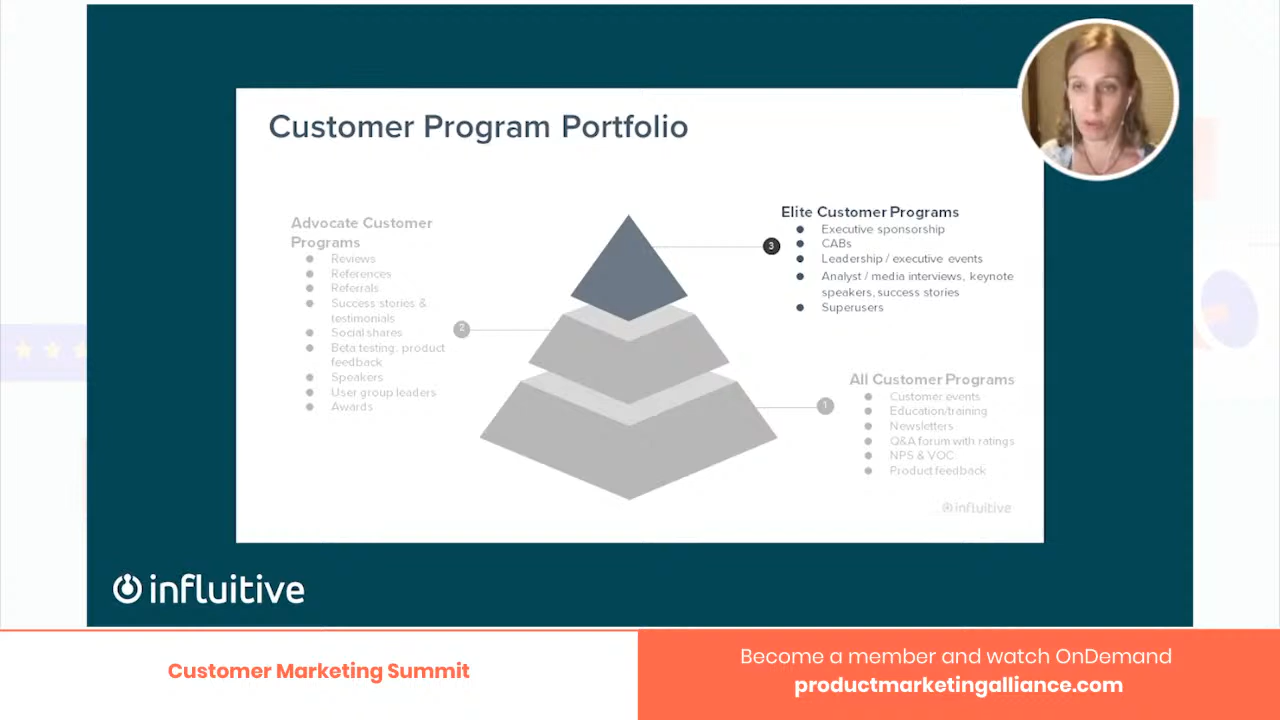 Customer Program Portfolio
Advocate Customer
Programs
Reviews
References
Referrals
Success stories &
testimonials
Social shares
Beta testing, product
feedback
Speakers
User group leaders
Awards
2
3
Elite Customer Programs
Executive sponsorship
CABs
Leadership / executive events
Analyst / media interviews, keynote
speakers, success stories
Superusers
1
All Customer Programs
Customer events
Education/training
Newsletters
Q&A forum with ratings
NPS & VOC
Product feedback
influitive
influitive
Customer Marketing Summit
Become a member and watch OnDemand
productmarketingalliance.com